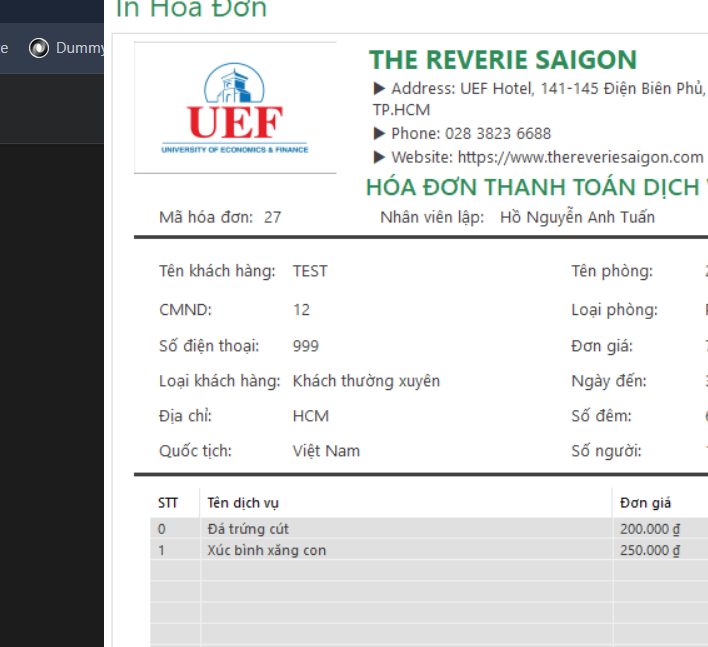 In Hóa Đơn
Dummy
UEF
UNIVERSITY OF ECONOMICS & FINANCE
THE REVERIE SAIGON
▶ Address: UEF Hotel, 141-145 Điện Biên Phủ,
TP.HCM
▶ Phone: 028 3823 6688
▶ Website: https://www.thereveriesaigon.com
HÓA ĐƠN THANH TOÁN DỊCH
Mã hóa đơn: 27 Nhân viên lập: Hồ Nguyễn Anh Tuấn
Tên khách hàng: TEST Tên phòng:
CMND: 12 Loại phòng:
Số điện thoại: 999 Đơn giá:
Loại khách hàng: Khách thường xuyên Ngày đến:
Địa chỉ: HCM Số đêm:
Quốc tịch: Việt Nam Số người:
STT Tên dịch vụ Đơn giá
0 Đá trứng cút 200.000 ₫
1 Xúc bình xăng con 250.000 ₫